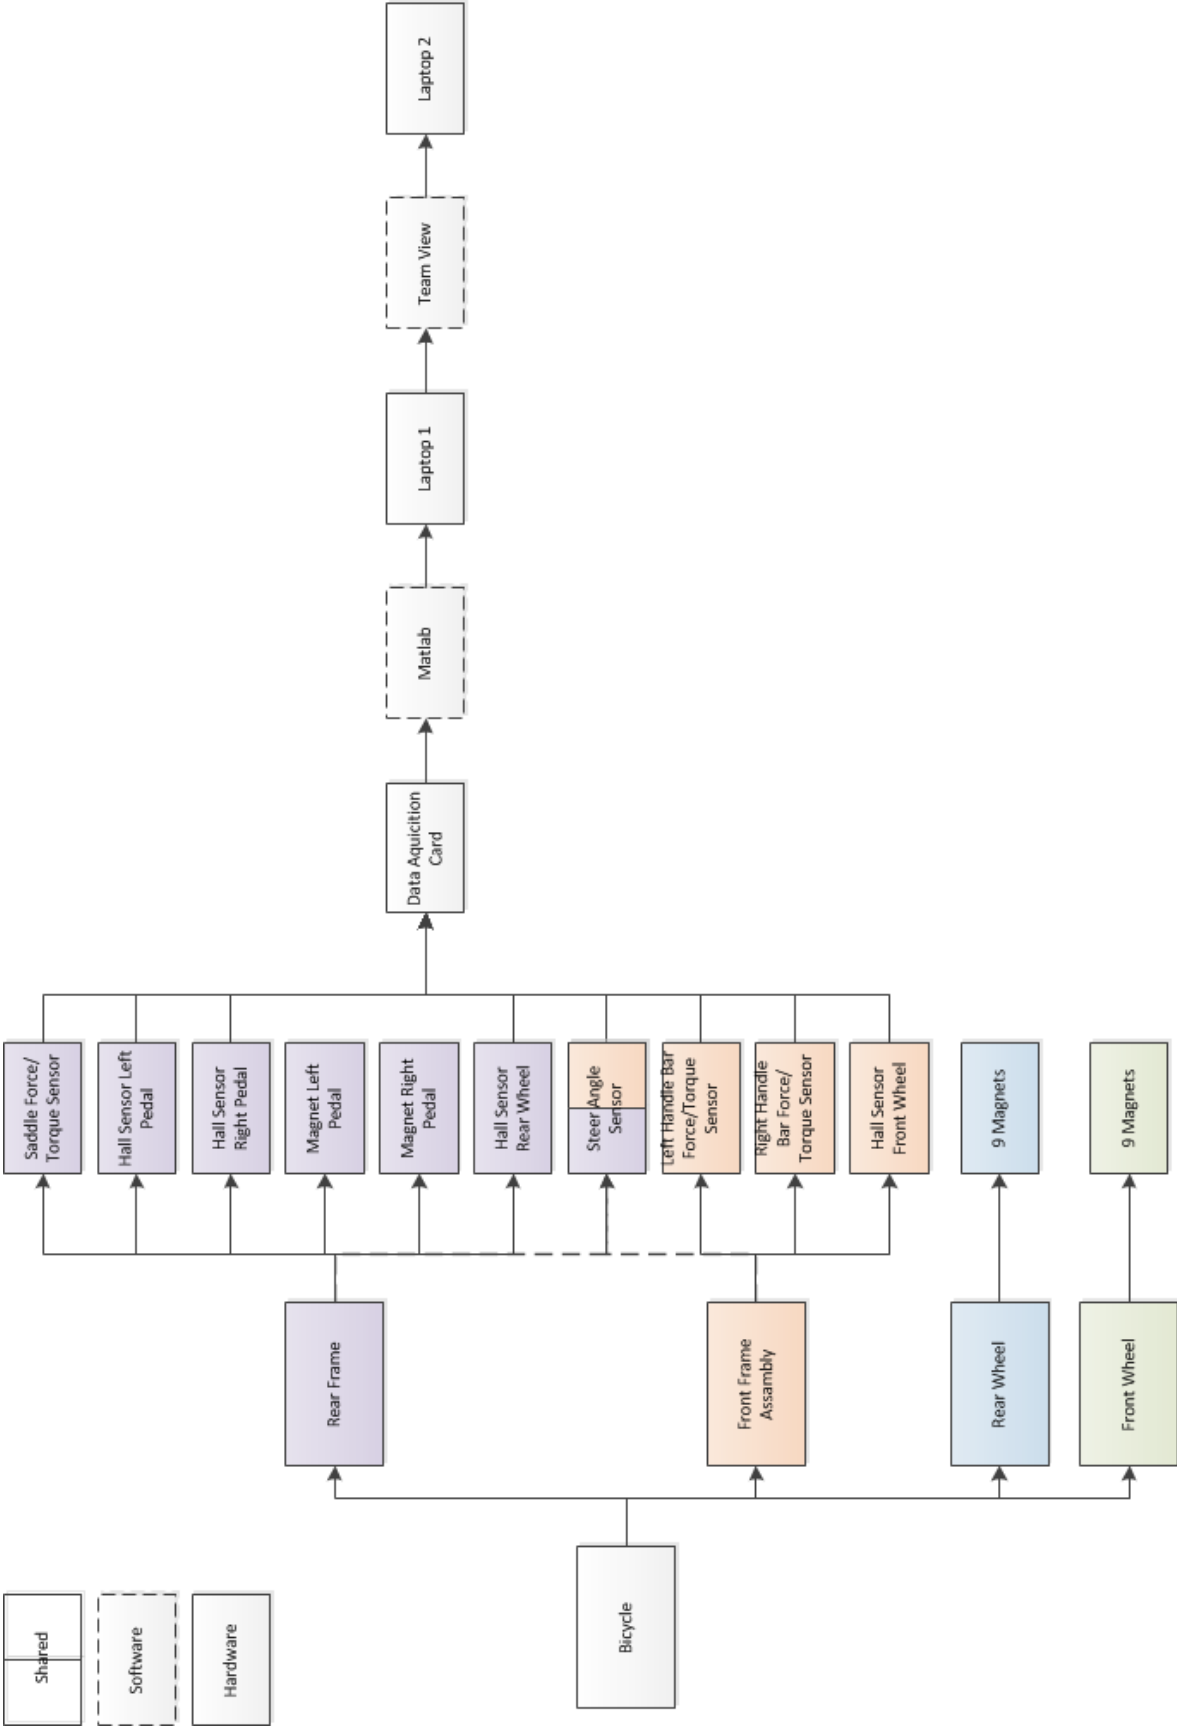 Shared
Software
Hardware
Bicycle
Rear Frame
Front Frame
Assambly
Rear Wheel
Front Wheel
Saddle Force/
Torque Sensor
Hall Sensor Left
Pedal
Hall Sensor
Right Pedal
Magnet Left
Pedal
Magnet Right
Pedal
Hall Sensor
Rear Wheel
Steer Angle
Sensor
Left Handle Bar
Force/Torque
Sensor
Right Handle
Bar Force/
Torque Sensor
Hall Sensor
Front Wheel
9 Magnets
9 Magnets
Data Aquicition
Card
Matlab
Laptop 1
Team View
Laptop 2